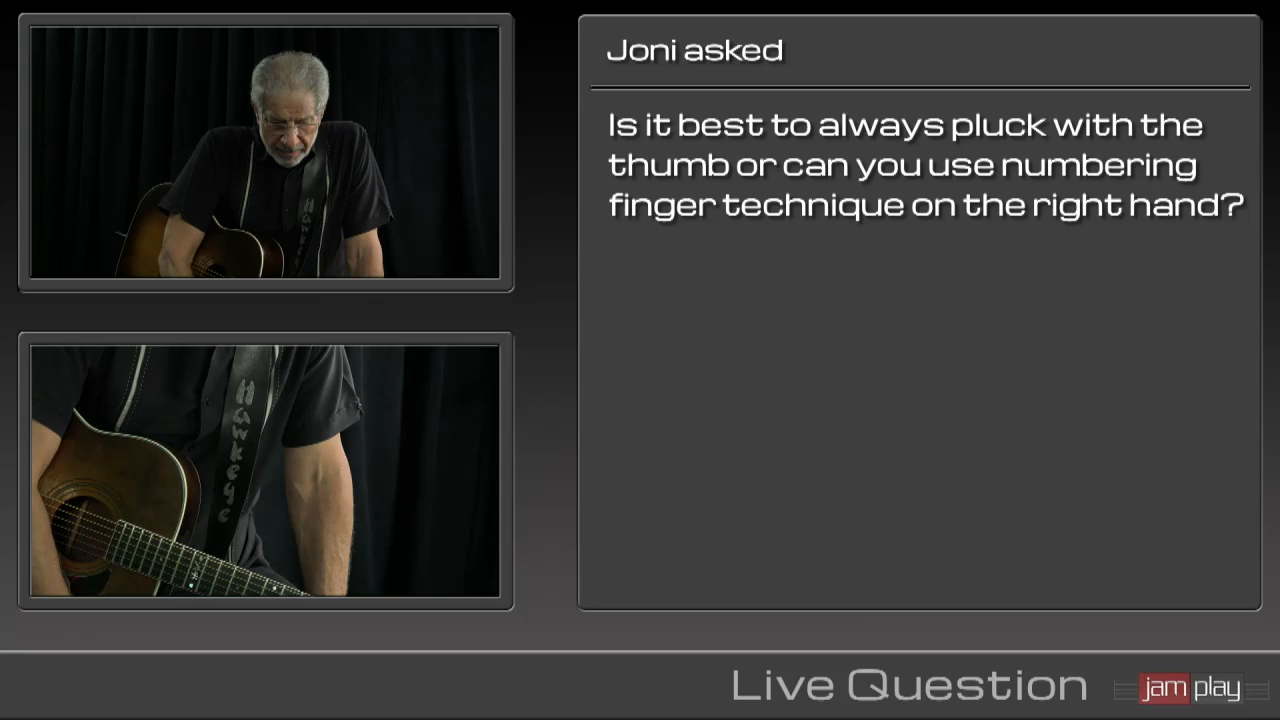 Joni asked
Is it best to always pluck with the
thumb or can you use numbering
finger technique on the right hand?
Hawkeye
Hawkeye
Live Question
jam play